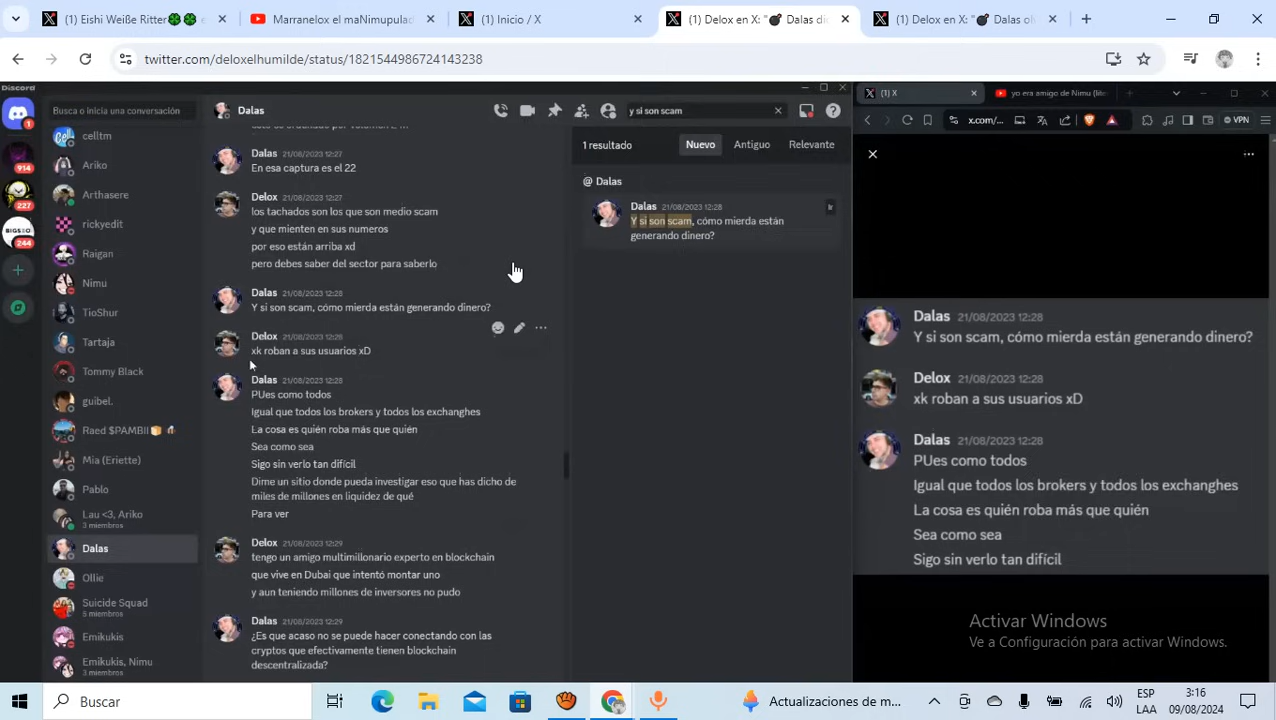 (1) Eishi Weiße Ritter🍀🍀 e
Marranelox el maNimupulad
(1) Inicio / X
(1) Delox en X: "💣 Dalas di
(1) Delox en X: "💣 Dalas ob
twitter.com/deloxelhumilde/status/1821544986724143238
Discord
1
914
227
BIGSEO
244
Busca o inicia una conversación
celltm
Ariko
Arthasere
rickyedit
Raigan
Nimu
TioShur
Tartaja
Tommy Black
guibel.
Raed $PAMBII
Mia (Eriette)
Pablo
Lau <3, Ariko
3 miembros
Dalas
Ollie
Suicide Squad
6 miembros
Emikukis
Emikukis, Nimu
3 miembros
Dalas
y si son scam
Dalas 21/08/2023 12:27
En esa captura es el 22
Delox 21/08/2023 12:27
los tachados son los que son medio scam
y que mienten en sus numeros
por eso están arriba xd
pero debes saber del sector para saberlo
Dalas 21/08/2023 12:28
Y si son scam, cómo mierda están generando dinero?
Delox 21/08/2023 12:28
xk roban a sus usuarios xD
Dalas 21/08/2023 12:28
PUes como todos
Igual que todos los brokers y todos los exchanghes
La cosa es quién roba más que quién
Sea como sea
Sigo sin verlo tan difícil
Dime un sitio donde pueda investigar eso que has dicho de
miles de millones en liquidez de qué
Para ver
Delox 21/08/2023 12:29
tengo un amigo multimillonario experto en blockchain
que vive en Dubai que intentó montar uno
y aun teniendo millones de inversores no pudo
Dalas 21/08/2023 12:29
¿Es que acaso no se puede hacer conectando con las
cryptos que efectivamente tienen blockchain
descentralizada?
1 resultado
Nuevo
Antiguo
Relevante
@ Dalas
Dalas 21/08/2023 12:28
Ir
Y si son scam, cómo mierda están
generando dinero?
(1) X
yo era amigo de Nimu (lite
x.com/...
VPN
Dalas 21/08/2023 12:28
Y si son scam, cómo mierda están generando dinero?
Delox 21/08/2023 12:28
xk roban a sus usuarios xD
Dalas 21/08/2023 12:28
PUes como todos
Igual que todos los brokers y todos los exchanghes
La cosa es quién roba más que quién
Sea como sea
Sigo sin verlo tan difícil
Activar Windows
Ve a Configuración para activar Windows.
Buscar
Actualizaciones de m...
ESP
LAA
3:16
09/08/2024